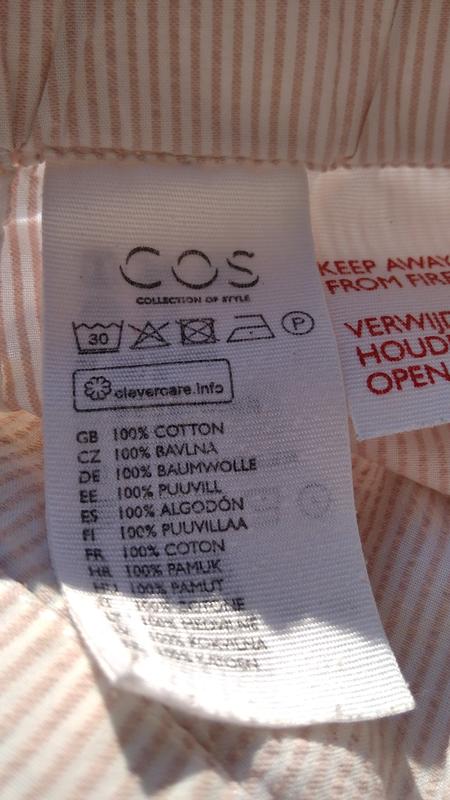 COS
COLLECTION OF STYLE
30
P
clevercare.info
GB 100% COTTON
CZ 100% BAVLNA
DE 100% BAUMWOLLE
EE 100% PUUVILL
ES 100% ALGODÓN
FI 100% PUUVILLAA
FR 100% COTON
HR 100% PAMUK
HU 100% PAMUT
KEEP AWAY
FROM FIRE
VERWIJD
HOUD
OPEN